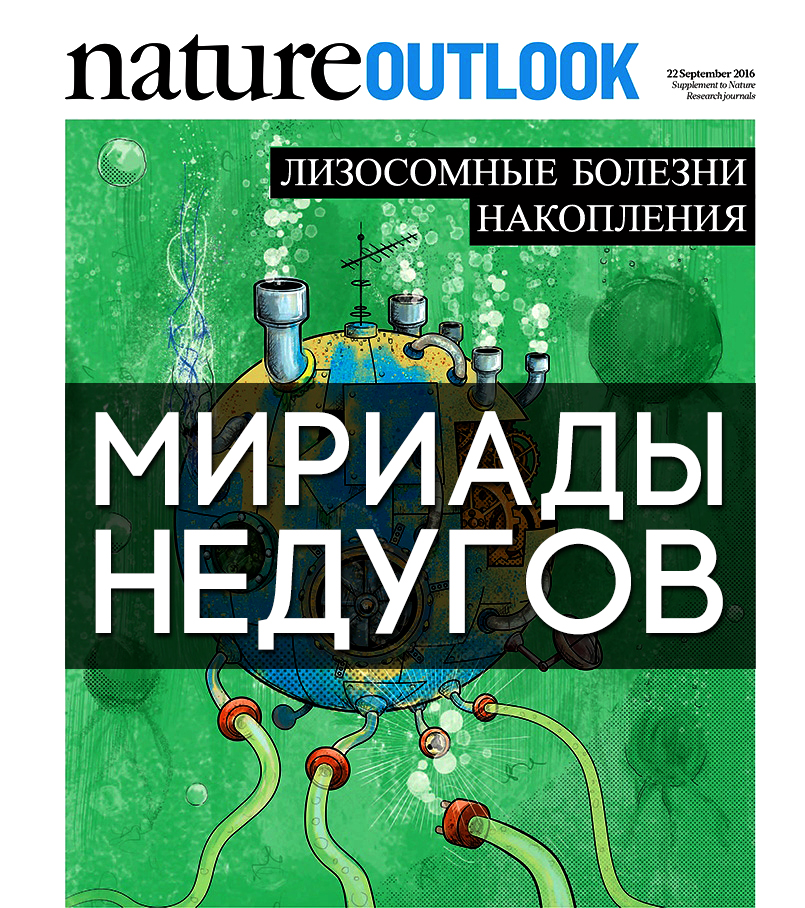 nature OUTLOOK
22 September 2016
Supplement to Nature
Research journals
ЛИЗОСОМНЫЕ БОЛЕЗНИ
НАКОПЛЕНИЯ
МИРИАДЫ
НЕДУГОВ